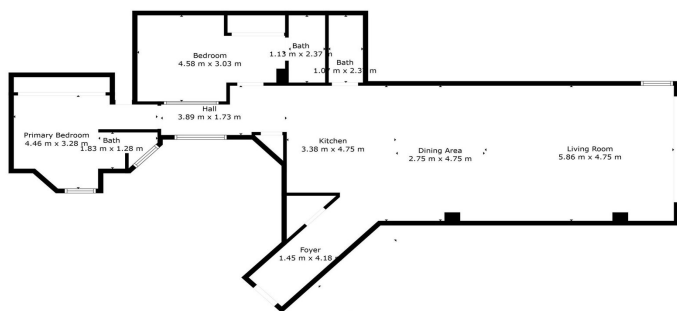 Bedroom
4.58 m x 3.03 m
Bath
1.13 m x 2.37 m
Bath
Hall
3.89 m x 1.73 m
Primary Bedroom
4.46 m x 3.28 m
Bath
1.83 m x 1.28 m
Kitchen
3.38 m x 4.75 m
Dining Area
2.75 m x 4.75 m
Living Room
5.86 m x 4.75 m
Foyer
1.45 m x 4.18 m